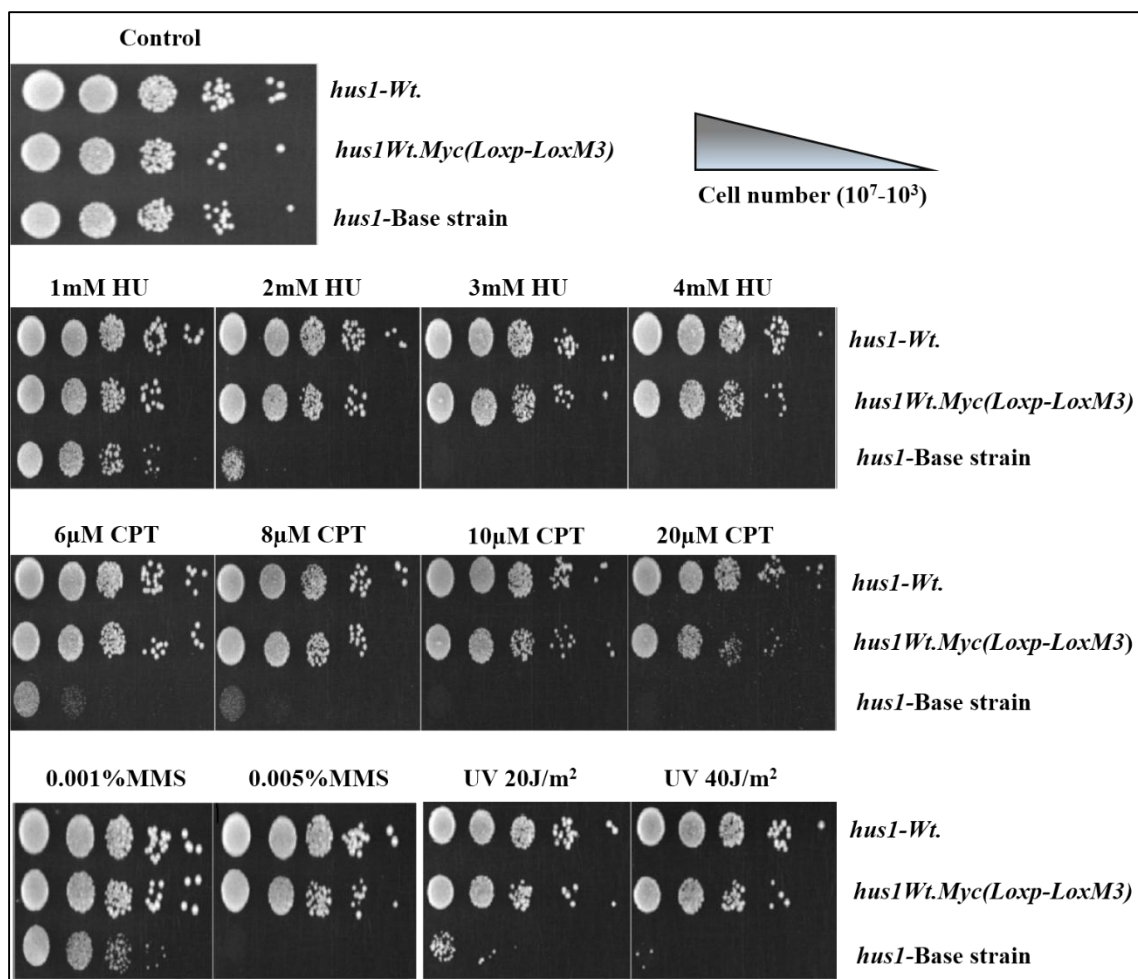 Control
hus1-Wt.
hus1Wt.Myc(Loxp-LoxM3)
hus1-Base strain
Cell number (10⁷-10³)
1mM HU 2mM HU 3mM HU 4mM HU
hus1-Wt.
hus1Wt.Myc(Loxp-LoxM3)
hus1-Base strain
6µM CPT 8µM CPT 10µM CPT 20µM CPT
hus1-Wt.
hus1Wt.Myc(Loxp-LoxM3)
hus1-Base strain
0.001%MMS 0.005%MMS UV 20J/m² UV 40J/m²
hus1-Wt.
hus1Wt.Myc(Loxp-LoxM3)
hus1-Base strain